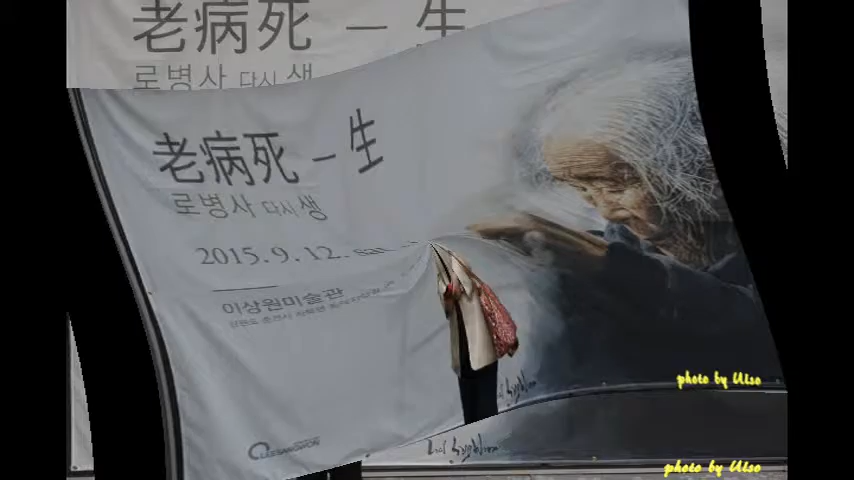 老病死 — 生
로병사 다시 생
老病死 — 生
로병사 다시 생
2015.9.12.
이상원미술관
photo by Ulso
photo by Ulso